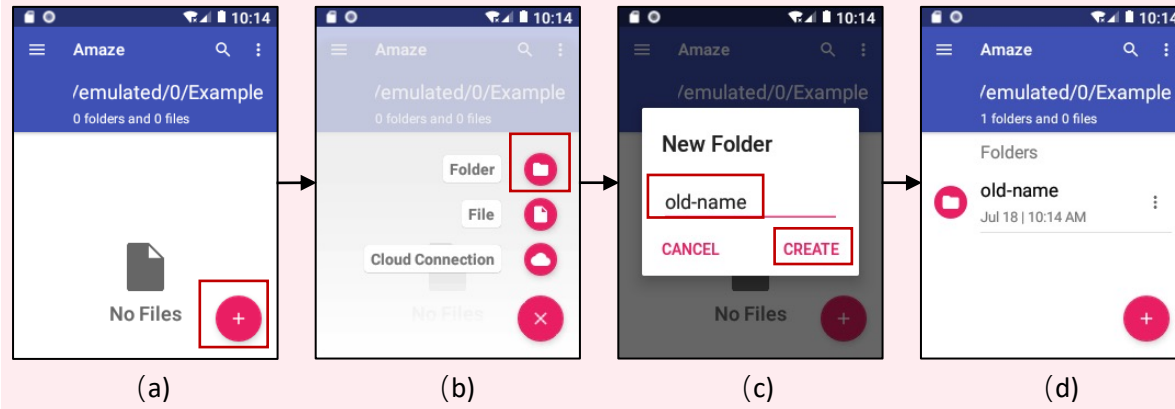 10:14
Amaze
/emulated/0/Example
0 folders and 0 files
No Files
(a)
10:14
Amaze
/emulated/0/Example
0 folders and 0 files
Folder
File
Cloud Connection
No Files
(b)
10:14
Amaze
/emulated/0/Example
New Folder
old-name
CANCEL
CREATE
No Files
(c)
10:14
Amaze
/emulated/0/Example
1 folders and 0 files
Folders
old-name
Jul 18 | 10:14 AM
(d)